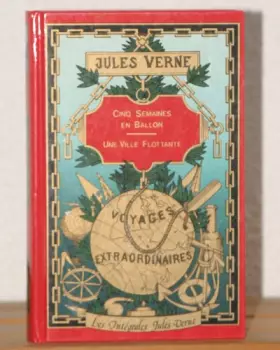 JULES VERNE
CINQ SEMAINES
EN BALLON
UNE VILLE FLOTTANTE
VOYAGES
EXTRAORDINAIRES
Les Intégrales Jules Verne